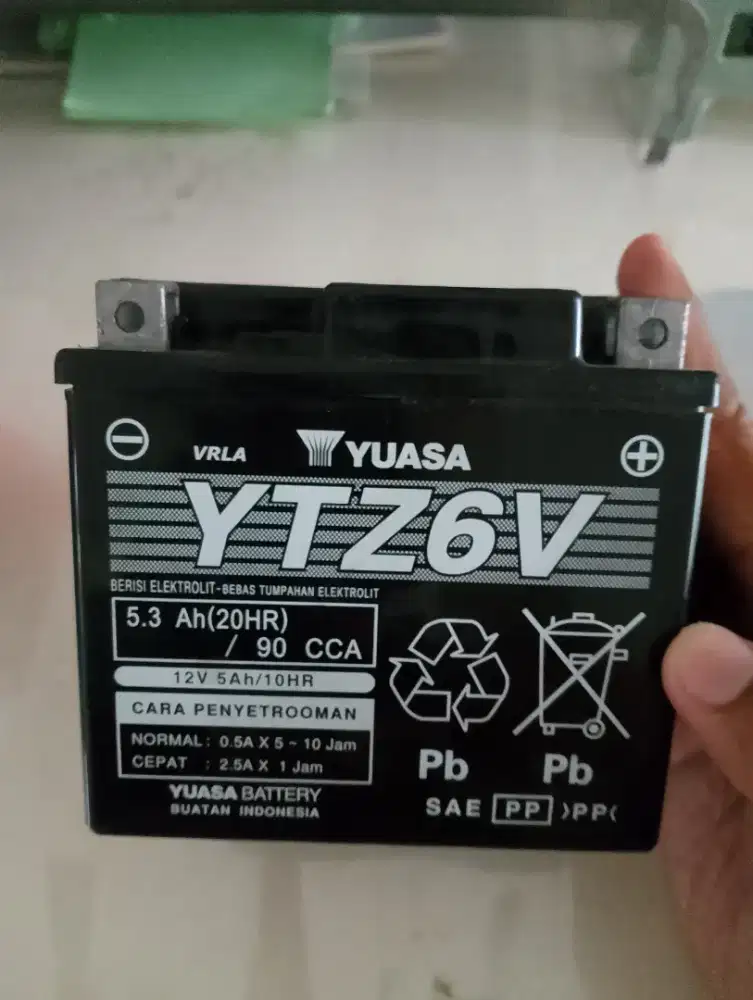 VRLA YUASA
YTZ6V
BERISI ELEKTROLIT-BEBAS TUMPAHAN ELEKTROLIT
5.3 Ah(20HR)
/ 90 CCA
12V 5Ah/10HR
CARA PENYETROOMAN
NORMAL : 0.5A X 5 ~ 10 Jam
CEPAT : 2.5A X 1 Jam
YUASA BATTERY
BUATAN INDONESIA
Pb Pb
SAE PP >PP<